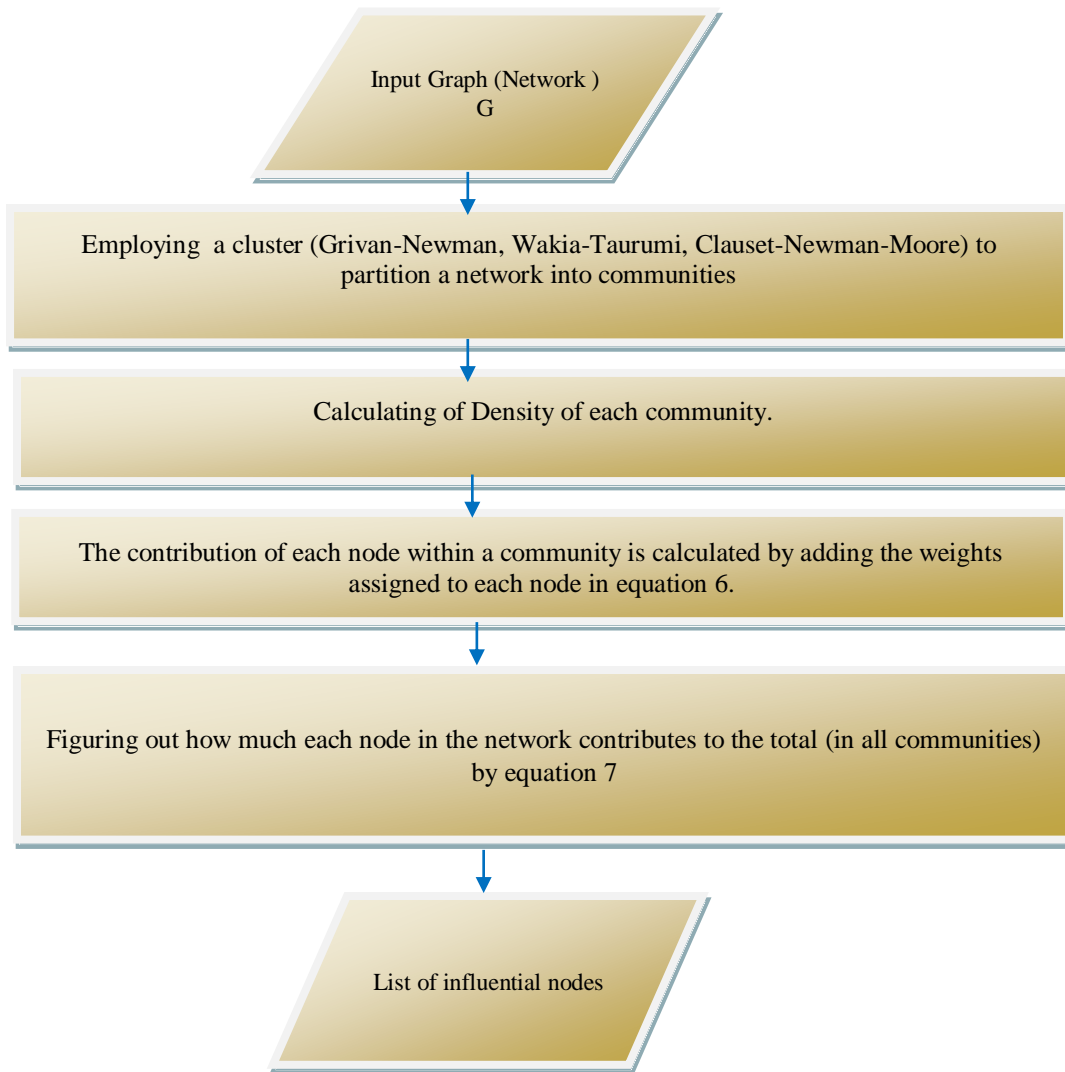 Input Graph (Network )
G
Employing a cluster (Grivan-Newman, Wakia-Taurumi, Clauset-Newman-Moore) to
partition a network into communities
Calculating of Density of each community.
The contribution of each node within a community is calculated by adding the weights
assigned to each node in equation 6.
Figuring out how much each node in the network contributes to the total (in all communities)
by equation 7
List of influential nodes